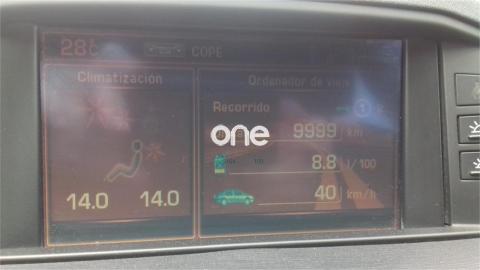 28°C COPE
Climatización
Ordenador de viaje
Recorrido 1
one
9999 km
8.8 l/100
14.0 14.0
40 km/h